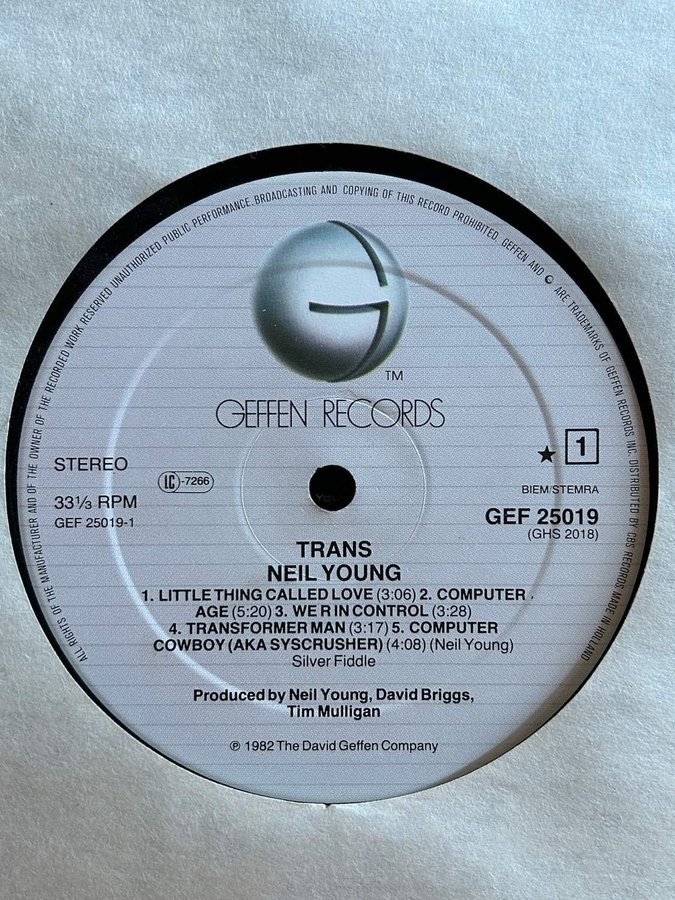 ALL RIGHTS OF THE MANUFACTURER AND OF THE OWNER OF THE RECORDED WORK RESERVED UNAUTHORIZED PUBLIC PERFORMANCE. BROADCASTING AND COPYING OF THIS RECORD PROHIBITED. GEFFEN AND G ARE TRADEMARKS OF GEFFEN RECORDS INC. DISTRIBUTED BY CBS RECORDS. MADE IN HOLLAND
TM
GEFFEN RECORDS
STEREO
LC-7266
★ 1
33⅓ RPM
GEF 25019-1
BIEM/STEMRA
GEF 25019
(GHS 2018)
TRANS
NEIL YOUNG
1. LITTLE THING CALLED LOVE (3:06) 2. COMPUTER
AGE (5:20) 3. WE R IN CONTROL (3:28)
4. TRANSFORMER MAN (3:17) 5. COMPUTER
COWBOY (AKA SYSCRUSHER) (4:08) (Neil Young)
Silver Fiddle
Produced by Neil Young, David Briggs,
Tim Mulligan
℗ 1982 The David Geffen Company